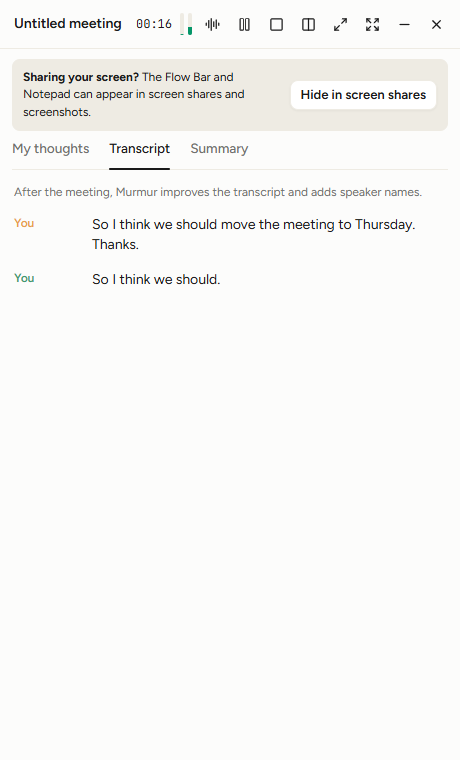 Untitled meeting 00:16
Sharing your screen? The Flow Bar and
Notepad can appear in screen shares and
screenshots.
Hide in screen shares
My thoughts Transcript Summary
After the meeting, Murmur improves the transcript and adds speaker names.
You So I think we should move the meeting to Thursday.
Thanks.
You So I think we should.